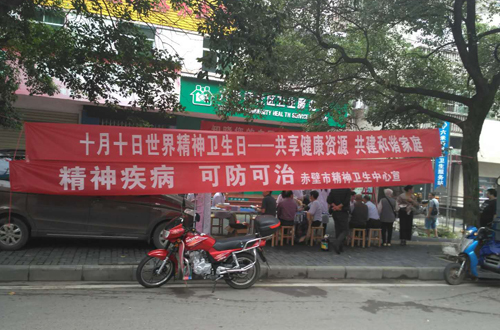 十月十日世界精神卫生日——共享健康资源 共建和谐家庭
精神疾病 可防可治 赤壁市精神卫生中心宣